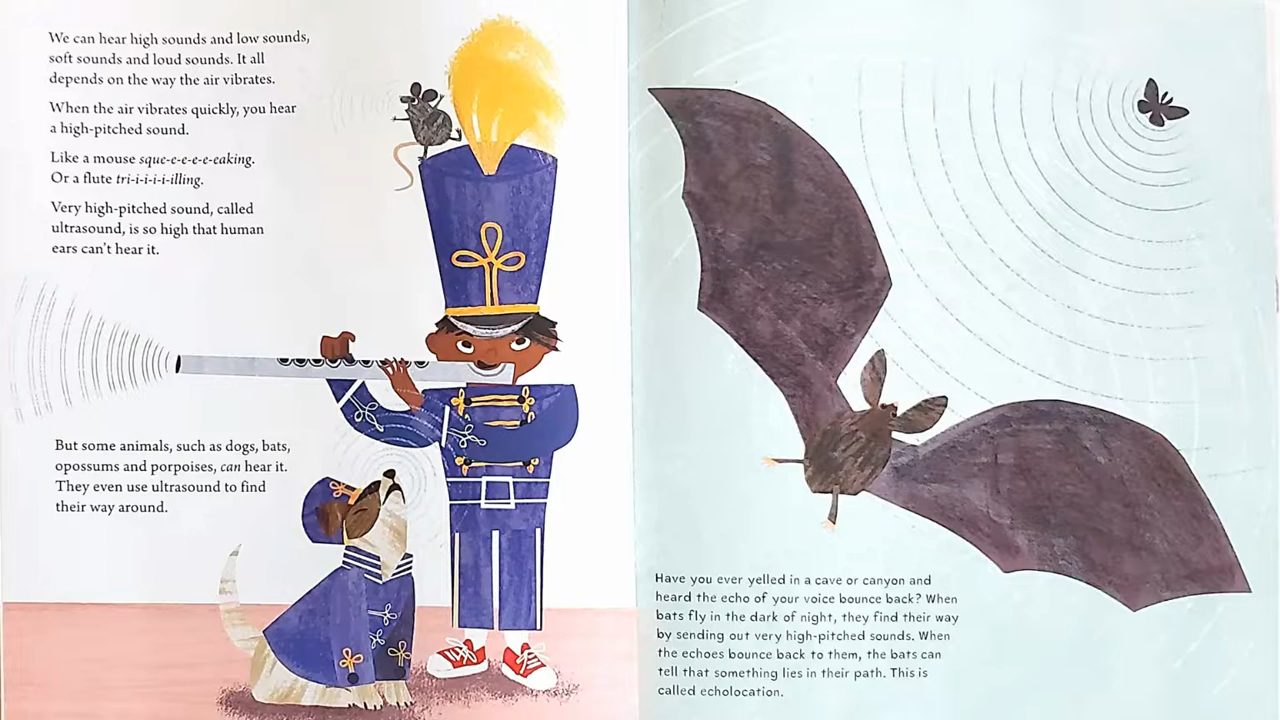 We can hear high sounds and low sounds,
soft sounds and loud sounds. It all
depends on the way the air vibrates.
When the air vibrates quickly, you hear
a high-pitched sound.
Like a mouse sque-e-e-e-e-eaking.
Or a flute tri-i-i-i-i-illing.
Very high-pitched sound, called
ultrasound, is so high that human
ears can't hear it.
But some animals, such as dogs, bats,
opossums and porpoises, can hear it.
They even use ultrasound to find
their way around.
Have you ever yelled in a cave or canyon and
heard the echo of your voice bounce back? When
bats fly in the dark of night, they find their way
by sending out very high-pitched sounds. When
the echoes bounce back to them, the bats can
tell that something lies in their path. This is
called echolocation.